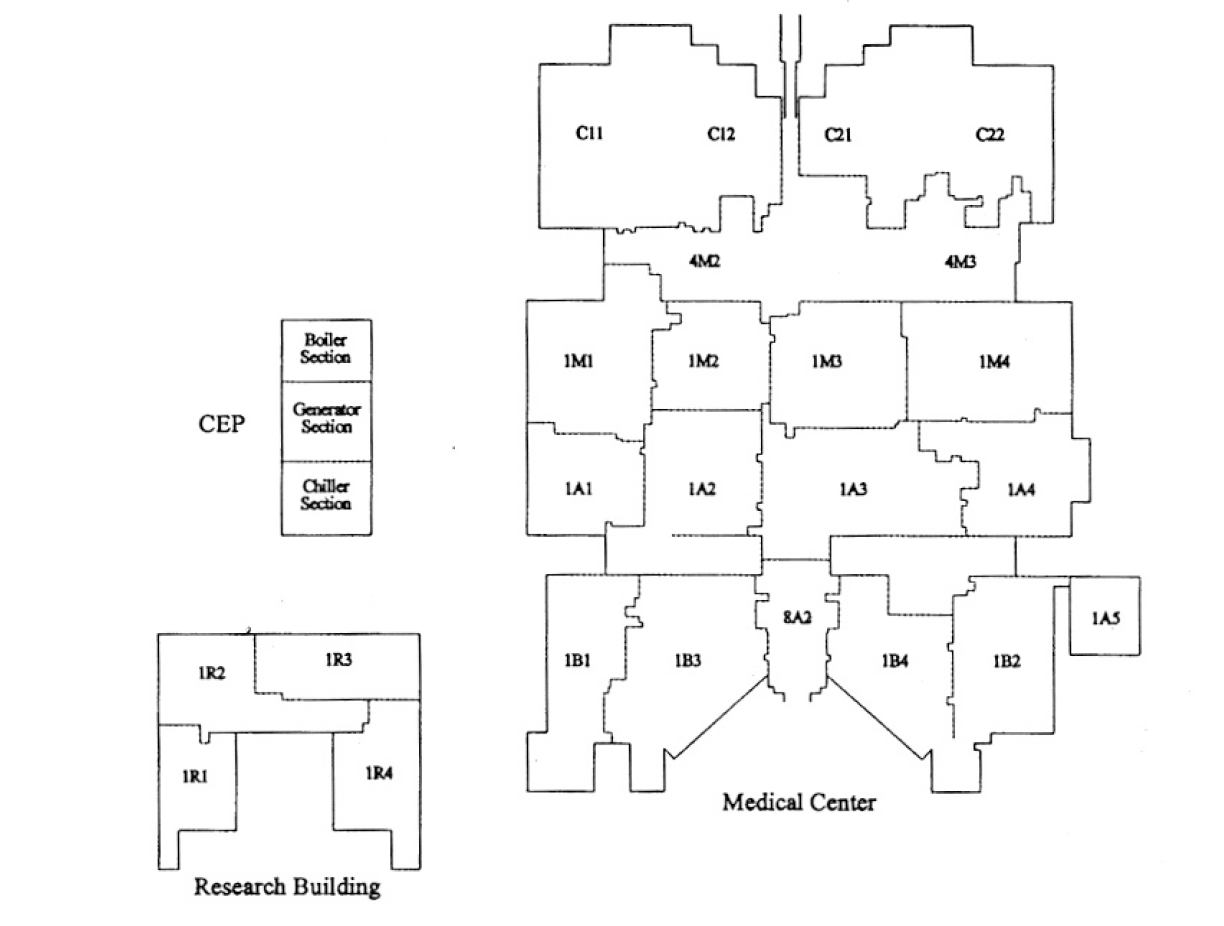 C11
C12
C21
C22
4M2
4M3
Boiler
Section
1M1
1M2
1M3
1M4
CEP
Generator
Section
Chiller
Section
1A1
1A2
1A3
1A4
8A2
1A5
1B1
1B3
1B4
1B2
1R2
1R3
1R1
1R4
Medical Center
Research Building